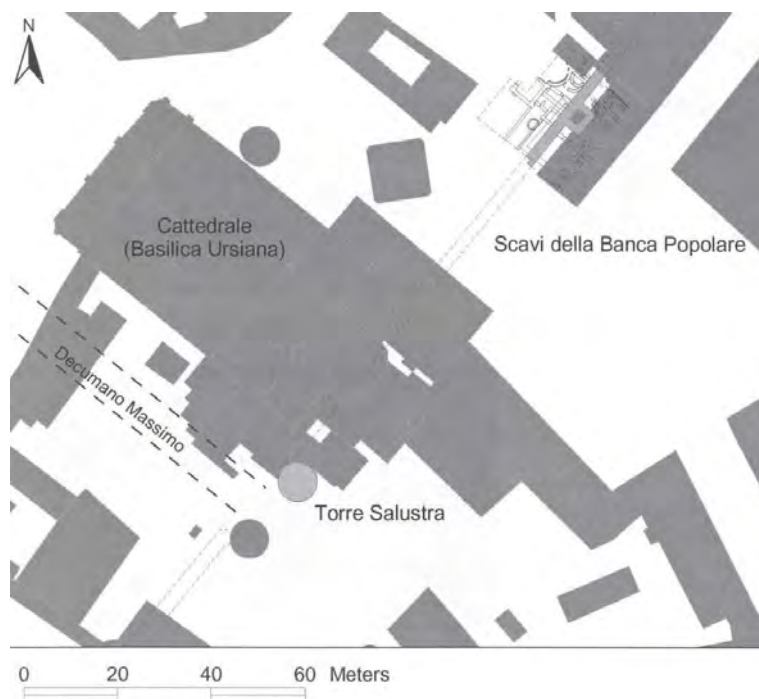 N
Cattedrale
(Basilica Ursiana)
Scavi della Banca Popolare
Decumano Massimo
Torre Salustra
0 20 40 60 Meters